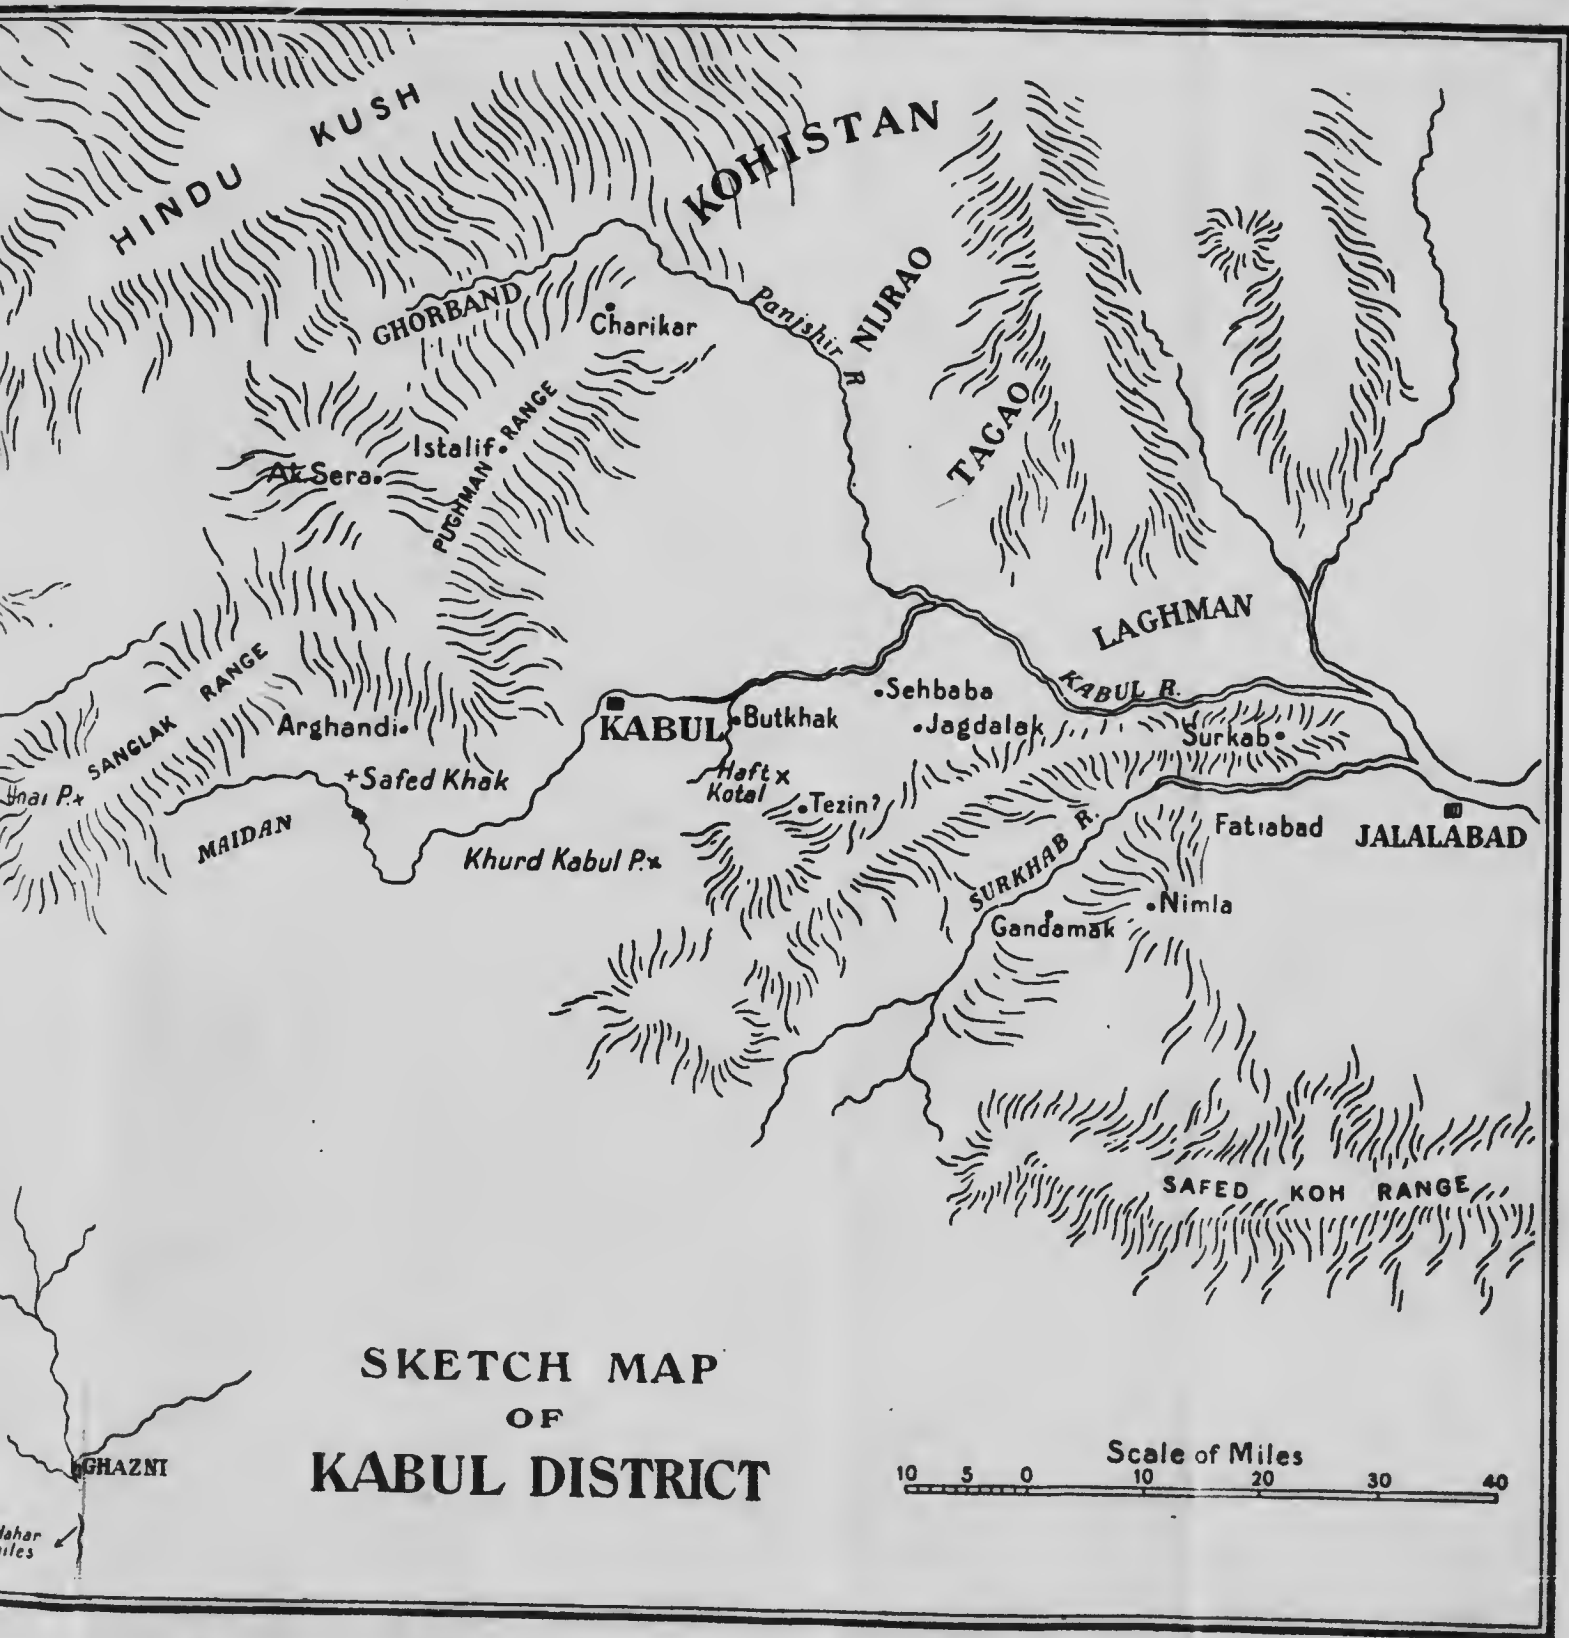 HINDU KUSH
KOHISTAN
GHORBAND
Charikar
Panjshir R
NIJRAO
TAGAO
Istalif
PUGHMAN RANGE
Ak Sera
LAGHMAN
KABUL R.
SANGLAK RANGE
Arghandi
KABUL
Butkhak
Sehbaba
Jagdalak
Surkab
Safed Khak
Haft x
Kotal
Tezin?
MAIDAN
Khurd Kabul P.x
SURKHAB R.
Fatiabad
JALALABAD
Nimla
Gandamak
SAFED KOH RANGE
GHAZNI
SKETCH MAP
OF
KABUL DISTRICT
Scale of Miles
10 5 0 10 20 30 40